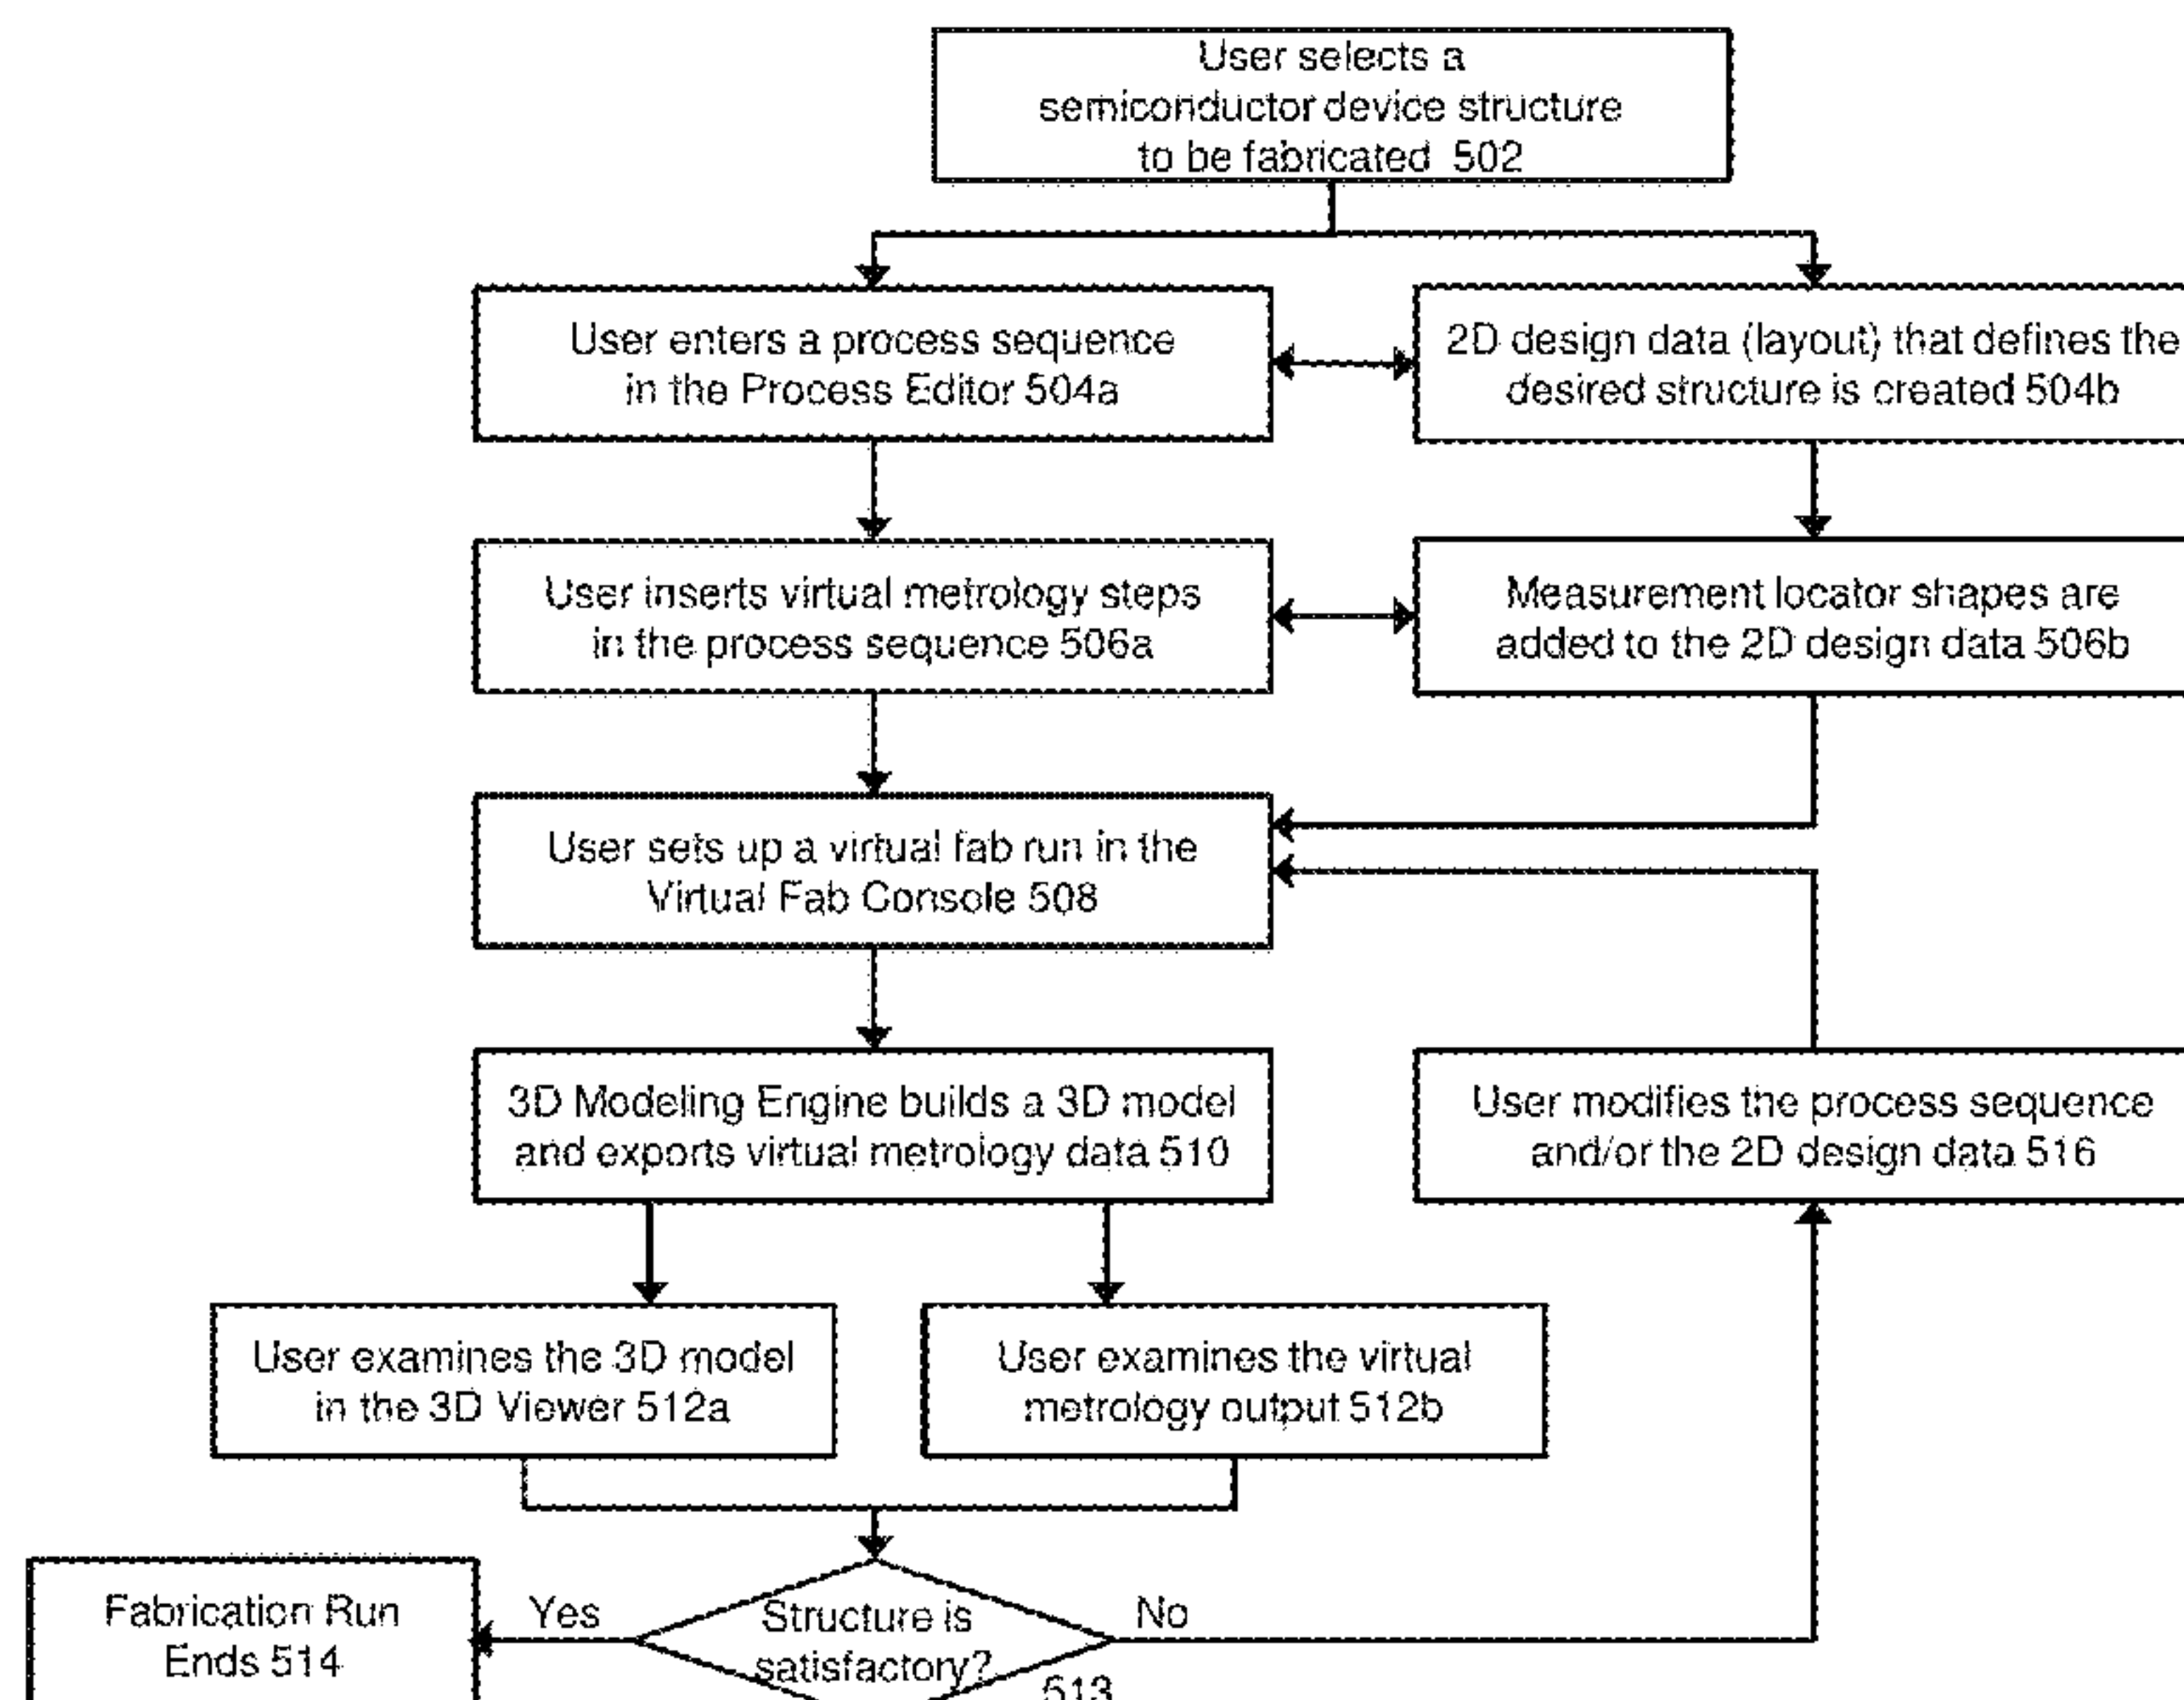 User selects a
semiconductor device structure
to be fabricated 502
User enters a process sequence
in the Process Editor 504a
2D design data (layout) that defines the
desired structure is created 504b
User inserts virtual metrology steps
in the process sequence 506a
Measurement locator shapes are
added to the 2D design data 506b
User sets up a virtual fab run in the
Virtual Fab Console 508
3D Modeling Engine builds a 3D model
and exports virtual metrology data 510
User modifies the process sequence
and/or the 2D design data 516
User examines the 3D model
in the 3D Viewer 512a
User examines the virtual
metrology output 512b
Fabrication Run
Ends 514
Yes
Structure is
satisfactory?
No
513